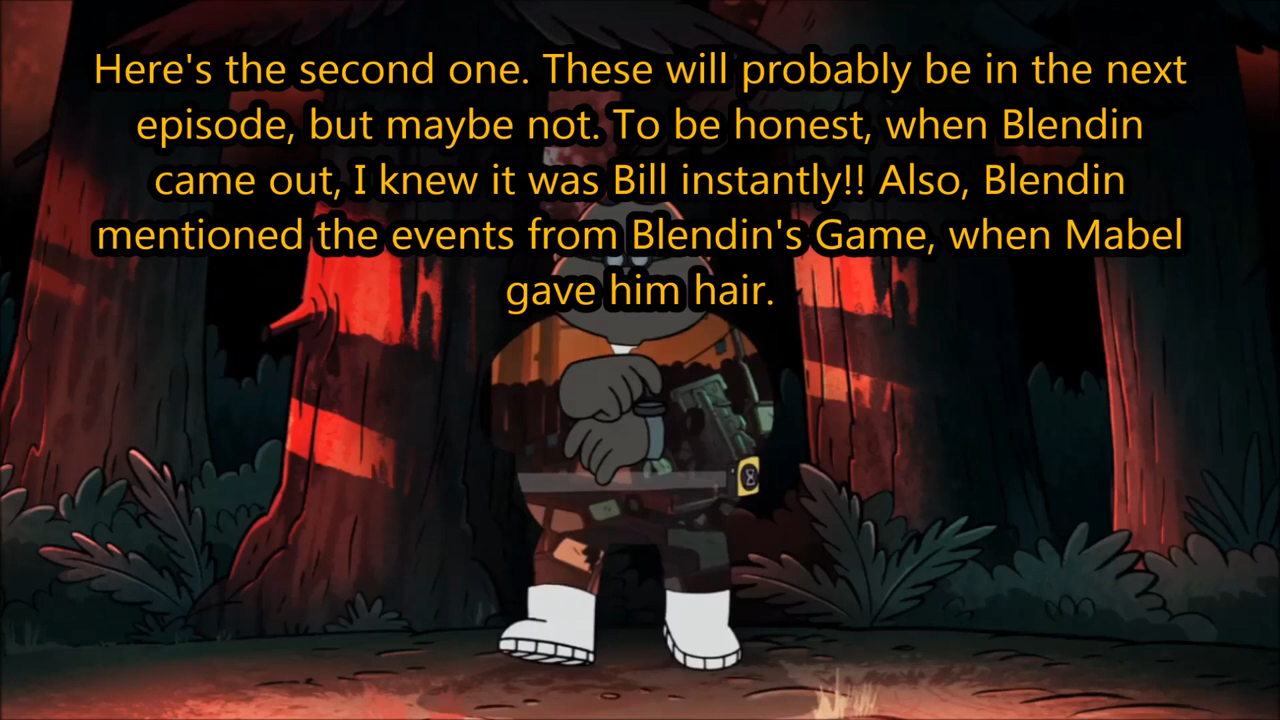 Here's the second one. These will probably be in the next
episode, but maybe not. To be honest, when Blendin
came out, I knew it was Bill instantly!! Also, Blendin
mentioned the events from Blendin's Game, when Mabel
gave him hair.